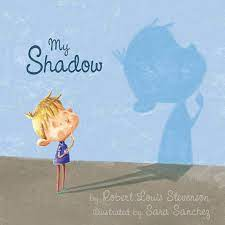 My
Shadow
by Robert Louis Stevenson
illustrated by Sara Sanchez